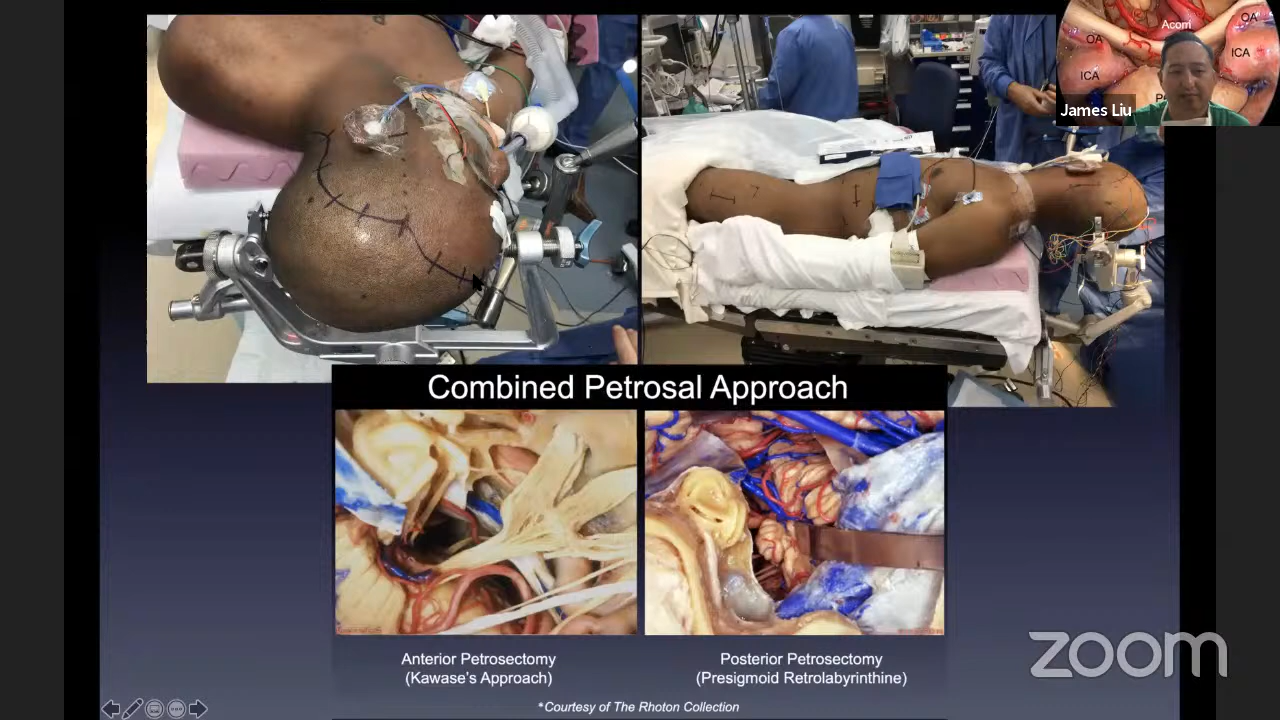 Acom
OA
OA
ICA
ICA
James Liu
Combined Petrosal Approach
Anterior Petrosectomy
(Kawase's Approach)
Posterior Petrosectomy
(Presigmoid Retrolabyrinthine)
*Courtesy of The Rhoton Collection
zoom